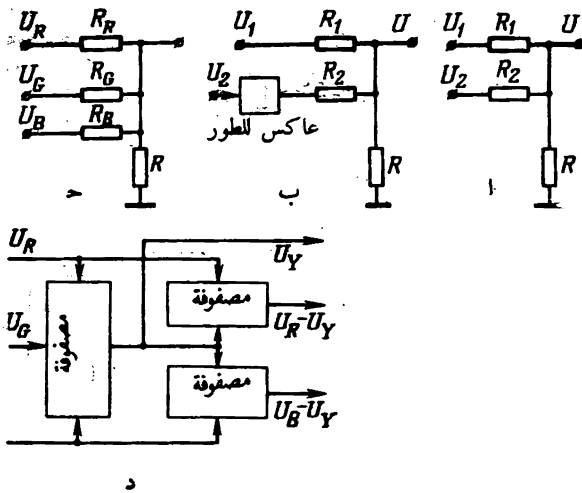 U_R R_R U_1 R_1 U U_1 R_1 U
U_G R_G U_2 R_2 U_2 R_2
U_B R_B عاكس للطور
R R R
ح ب ا
U_R U_Y
مصفوفة
U_G مصفوفة U_R-U_Y
مصفوفة
U_B-U_Y
د